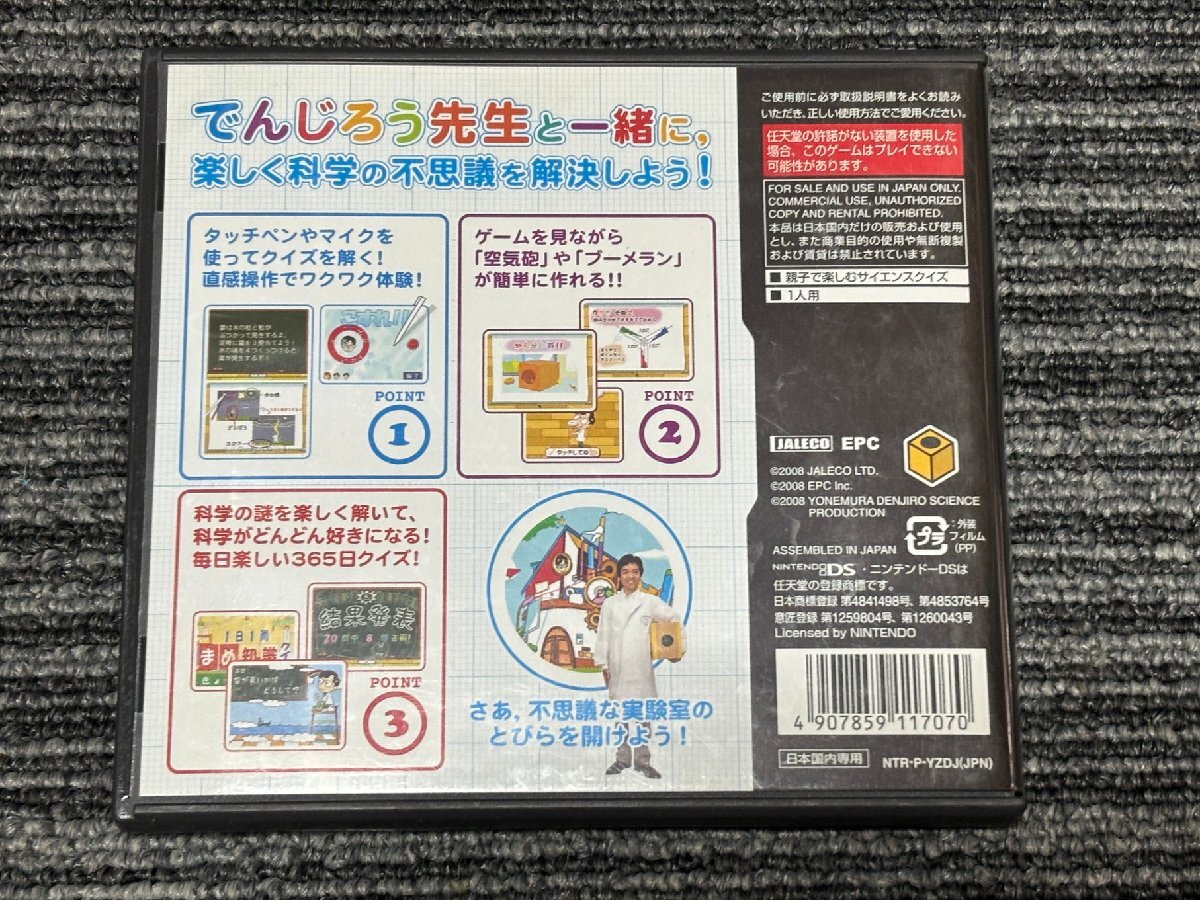 でんじろう先生と一緒に,
楽しく科学の不思議を解決しよう!
タッチペンやマイクを
使ってクイズを解く!
直感操作でワクワク体験!
POINT
1
ゲームを見ながら
「空気砲」や「ブーメラン」
が簡単に作れる!!
タッチしてね
POINT
2
科学の謎を楽しく解いて、
科学がどんどん好きになる!
毎日楽しい365日クイズ!
結果発表
1日1問
まめ知識
POINT
3
さあ,不思議な実験室の
とびらを開けよう!
ご使用前に必ず取扱説明書をよくお読み
いただき、正しい使用方法でご愛用ください。
任天堂の許諾がない装置を使用した
場合、このゲームはプレイできない
可能性があります。
FOR SALE AND USE IN JAPAN ONLY.
COMMERCIAL USE, UNAUTHORIZED
COPY AND RENTAL PROHIBITED.
本品は日本国内だけの販売および使用
とし、また商業目的の使用や無断複製
および賃貸は禁止されています。
■ 親子で楽しむサイエンスクイズ
■ 1人用
JALECO EPC
©2008 JALECO LTD.
©2008 EPC Inc.
©2008 YONEMURA DENJIRO SCIENCE
PRODUCTION
プラ
:外装
フィルム
(PP)
ASSEMBLED IN JAPAN
NINTENDO DS・ニンテンドーDSは
任天堂の登録商標です。
日本商標登録 第4841498号、第4853764号
意匠登録 第1259804号、第1260043号
Licensed by NINTENDO
4 907859 117070
日本国内専用
NTR-P-YZDJ(JPN)